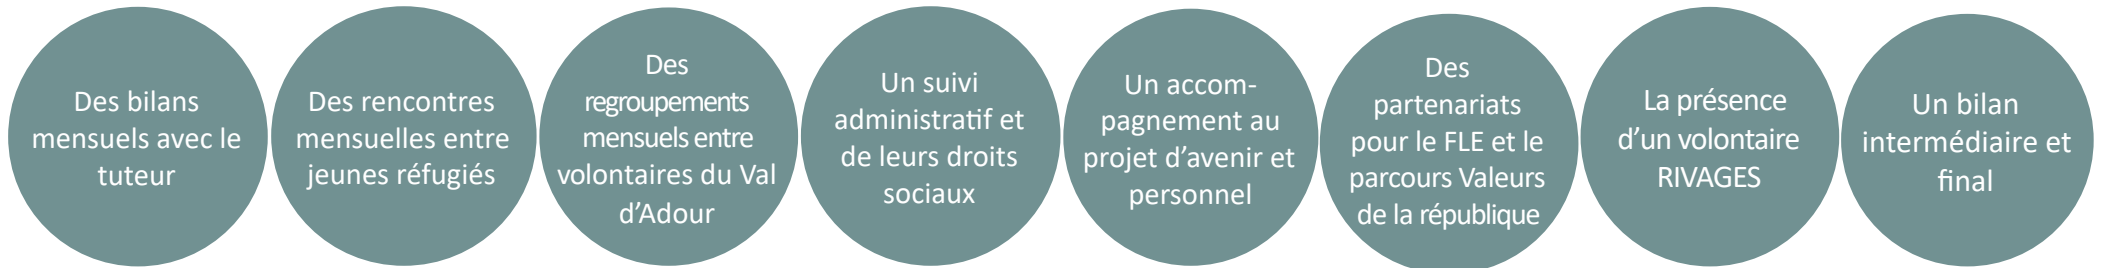 Des bilans
mensuels avec le
tuteur
Des rencontres
mensuelles entre
jeunes réfugiés
Des
regroupements
mensuels entre
volontaires du Val
d’Adour
Un suivi
administratif et
de leurs droits
sociaux
Un accom-
pagnement au
projet d’avenir et
personnel
Des
partenariats
pour le FLE et le
parcours Valeurs
de la république
La présence
d’un volontaire
RIVAGES
Un bilan
intermédiaire et
final